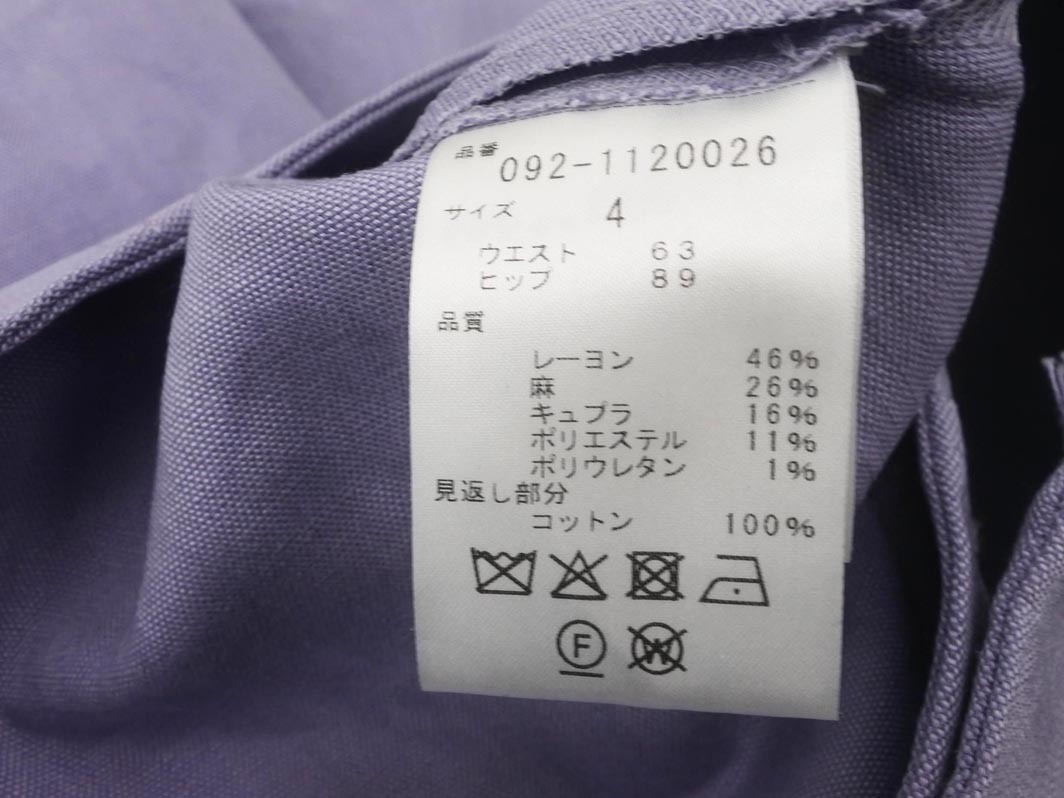 品番 092-1120026
サイズ 4
ウエスト 63
ヒップ 89
品質
レーヨン 46%
麻 26%
キュプラ 16%
ポリエステル 11%
ポリウレタン 1%
見返し部分
コットン 100%
F W